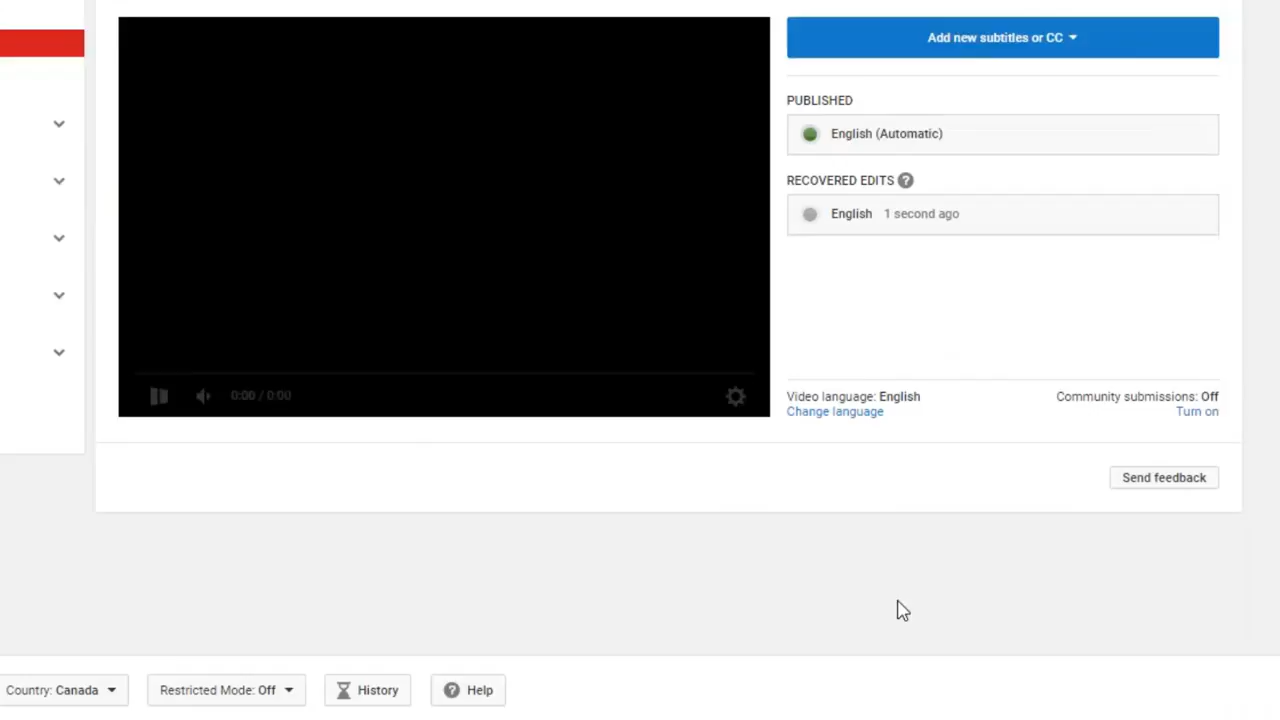 Add new subtitles or CC
PUBLISHED
English (Automatic)
RECOVERED EDITS ?
English 1 second ago
0:00 / 0:00
Video language: English
Community submissions: Off
Change language
Turn on
Send feedback
Country: Canada
Restricted Mode: Off
History
? Help